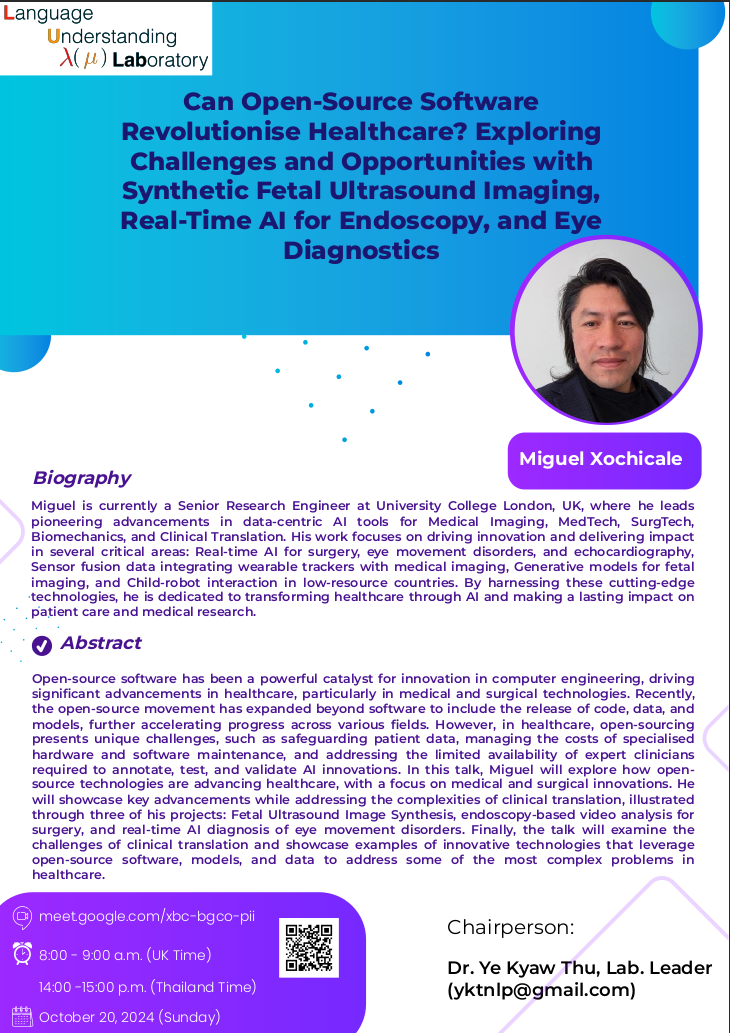 Language
Understanding
λ(μ) Laboratory
Can Open-Source Software
Revolutionise Healthcare? Exploring
Challenges and Opportunities with
Synthetic Fetal Ultrasound Imaging,
Real-Time AI for Endoscopy, and Eye
Diagnostics
Miguel Xochicale
Biography
Miguel is currently a Senior Research Engineer at University College London, UK, where he leads
pioneering advancements in data-centric AI tools for Medical Imaging, MedTech, SurgTech,
Biomechanics, and Clinical Translation. His work focuses on driving innovation and delivering impact
in several critical areas: Real-time AI for surgery, eye movement disorders, and echocardiography,
Sensor fusion data integrating wearable trackers with medical imaging, Generative models for fetal
imaging, and Child-robot interaction in low-resource countries. By harnessing these cutting-edge
technologies, he is dedicated to transforming healthcare through AI and making a lasting impact on
patient care and medical research.
Abstract
Open-source software has been a powerful catalyst for innovation in computer engineering, driving
significant advancements in healthcare, particularly in medical and surgical technologies. Recently,
the open-source movement has expanded beyond software to include the release of code, data, and
models, further accelerating progress across various fields. However, in healthcare, open-sourcing
presents unique challenges, such as safeguarding patient data, managing the costs of specialised
hardware and software maintenance, and addressing the limited availability of expert clinicians
required to annotate, test, and validate AI innovations. In this talk, Miguel will explore how open-
source technologies are advancing healthcare, with a focus on medical and surgical innovations. He
will showcase key advancements while addressing the complexities of clinical translation, illustrated
through three of his projects: Fetal Ultrasound Image Synthesis, endoscopy-based video analysis for
surgery, and real-time AI diagnosis of eye movement disorders. Finally, the talk will examine the
challenges of clinical translation and showcase examples of innovative technologies that leverage
open-source software, models, and data to address some of the most complex problems in
healthcare.
meet.google.com/xbc-bgco-pii
8:00 - 9:00 a.m. (UK Time)
14:00 -15:00 p.m. (Thailand Time)
October 20, 2024 (Sunday)
Chairperson:
Dr. Ye Kyaw Thu, Lab. Leader
(yktnlp@gmail.com)